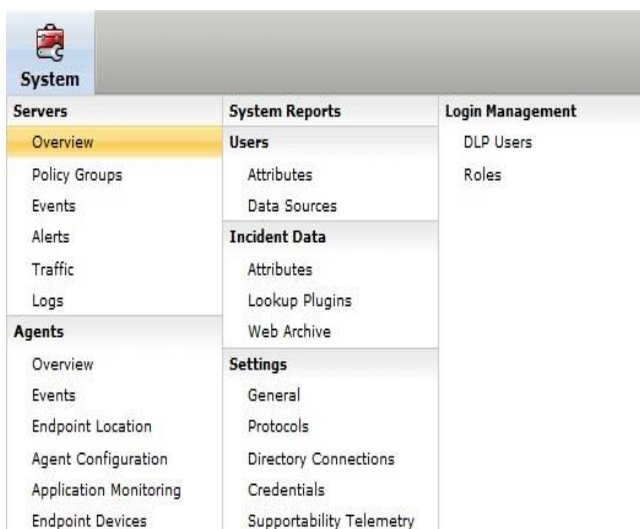 System
Servers
Overview
Policy Groups
Events
Alerts
Traffic
Logs
Agents
Overview
Events
Endpoint Location
Agent Configuration
Application Monitoring
Endpoint Devices
System Reports
Users
Attributes
Data Sources
Incident Data
Attributes
Lookup Plugins
Web Archive
Settings
General
Protocols
Directory Connections
Credentials
Supportability Telemetry
Login Management
DLP Users
Roles